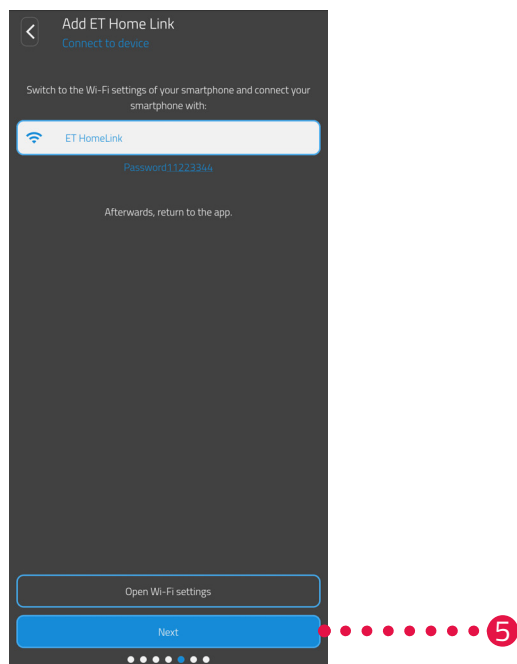 Add ET Home Link
Connect to device
Switch to the Wi-Fi settings of your smartphone and connect your
smartphone with:
ET HomeLink
Password11223344
Afterwards, return to the app.
Open Wi-Fi settings
Next
5